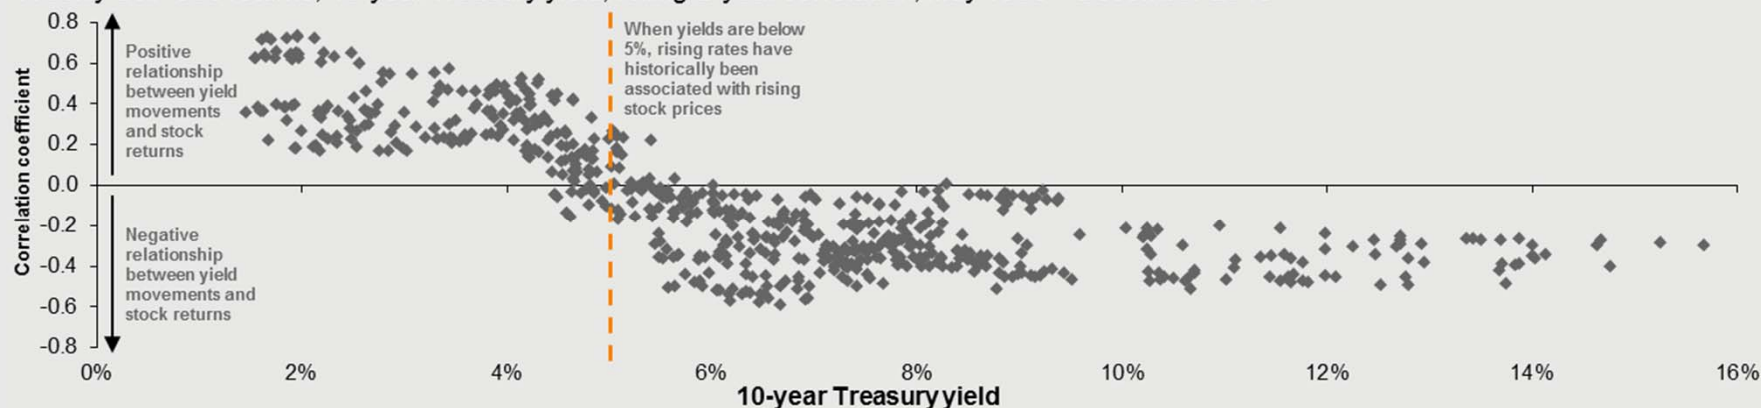 0.8
0.6
0.4
0.2
0.0
-0.2
-0.4
-0.6
-0.8
Correlation coefficient
Positive
relationship
between yield
movements
and stock
returns
Negative
relationship
between yield
movements and
stock returns
When yields are below
5%, rising rates have
historically been
associated with rising
stock prices
0% 2% 4% 6% 8% 10% 12% 14% 16%
10-year Treasury yield